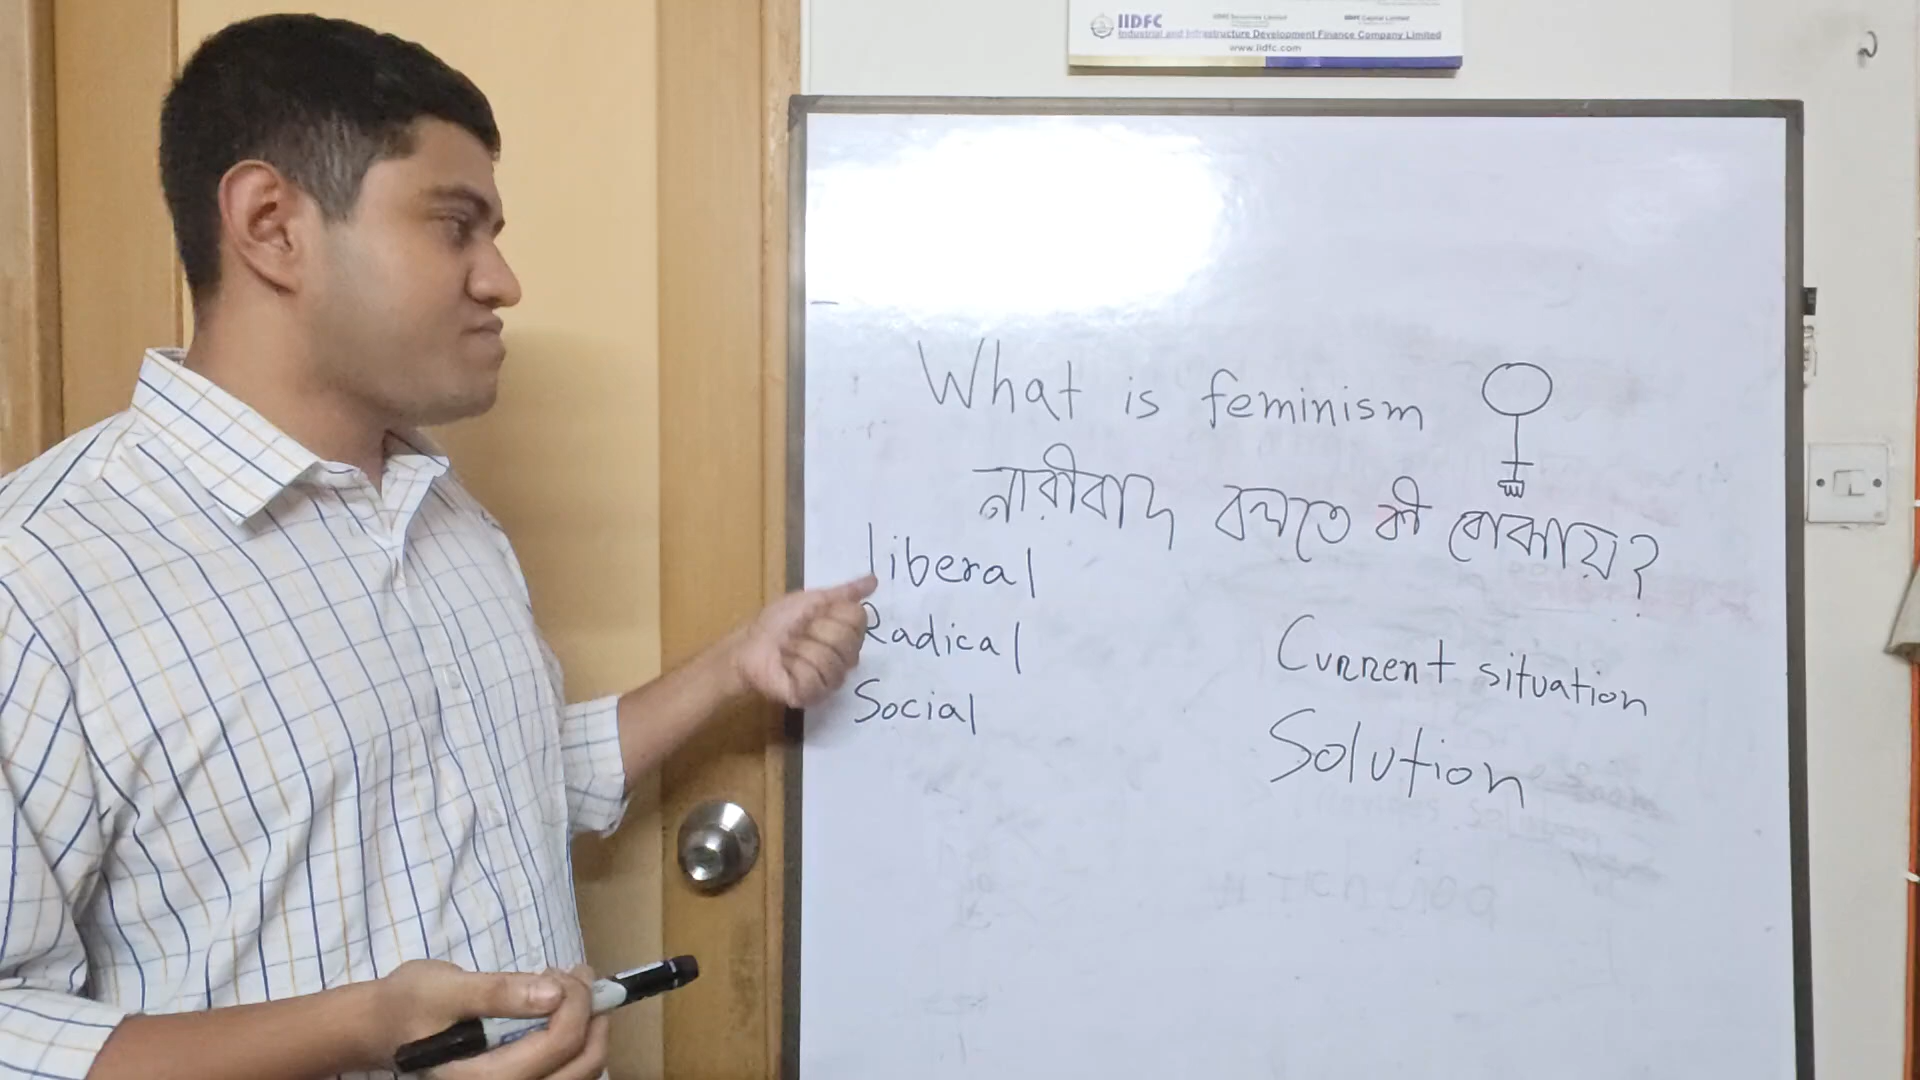 IIDFC
Industrial and Infrastructure Development Finance Company Limited
www.iidfc.com
What is feminism
নারীবাদ বলতে কী বোঝায়?
liberal
Radical
Social
Current situation
Solution